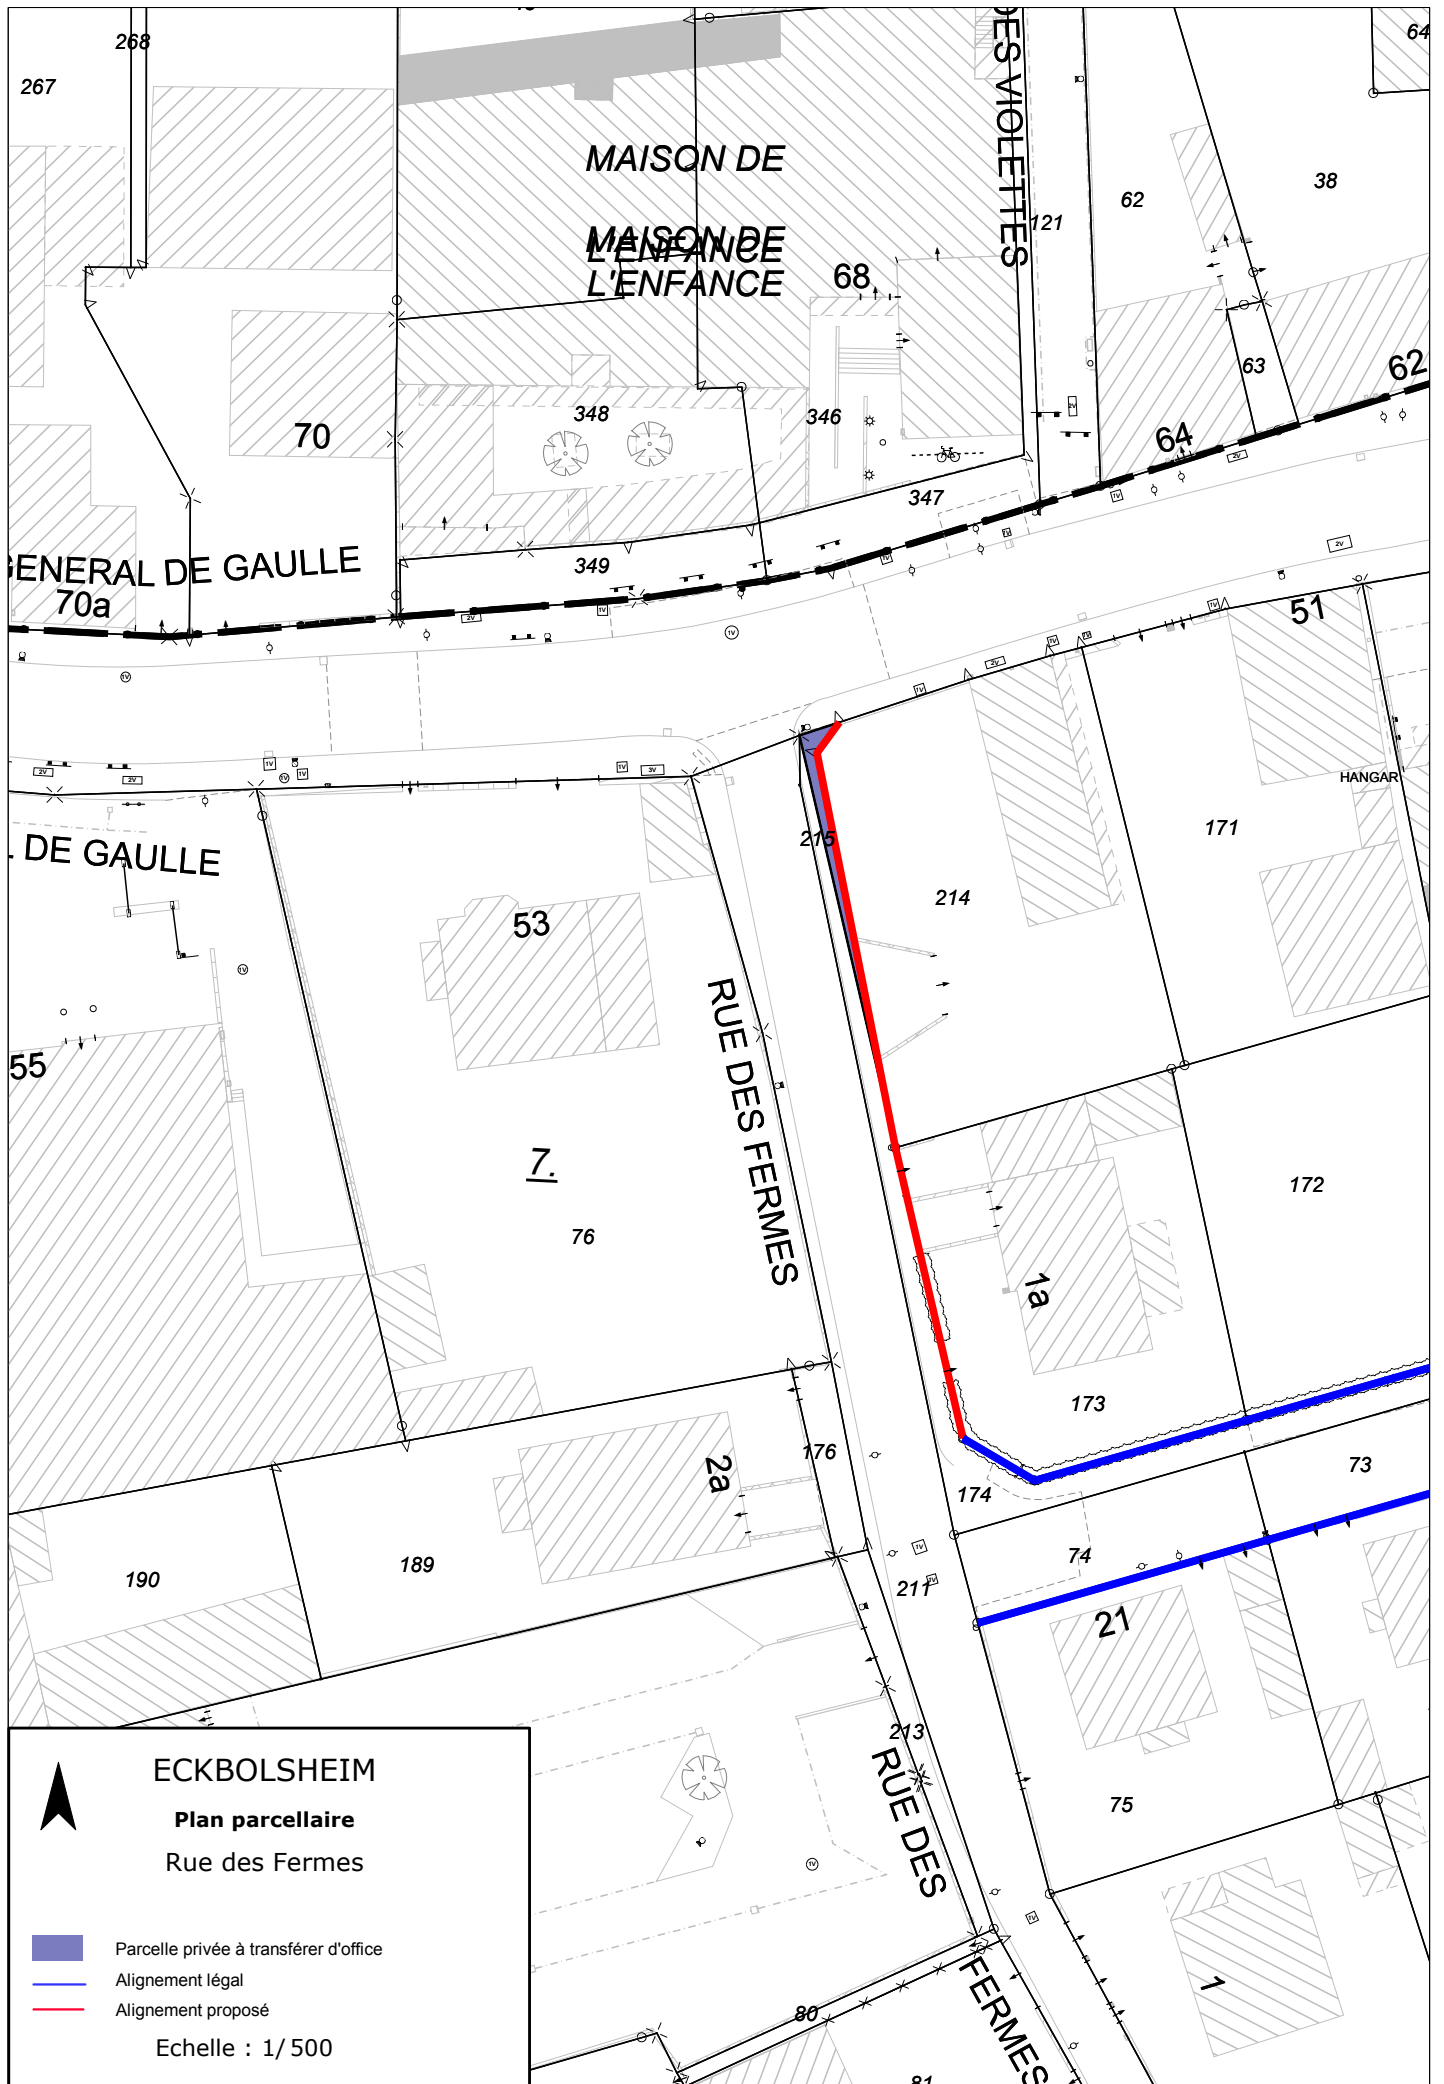 268
64
267
DES VIOLETTES
MAISON DE
38
62
121
MAISON DE
L'ENFANCE
L'ENFANCE
68
63
62
348
346
70
64
347
GENERAL DE GAULLE
349
70a
51
HANGAR
215
171
DE GAULLE
214
53
55
RUE DES FERMES
7.
172
76
1a
173
176
2a
73
174
74
189
190
211
21
213
RUE DES
FERMES
75
1
80
81
ECKBOLSHEIM
Plan parcellaire
Rue des Fermes
Parcelle privée à transférer d'office
Alignement légal
Alignement proposé
Echelle : 1/500